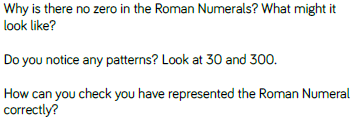 Why is there no zero in the Roman Numerals? What might it
look like?
Do you notice any patterns? Look at 30 and 300.
How can you check you have represented the Roman Numeral
correctly?